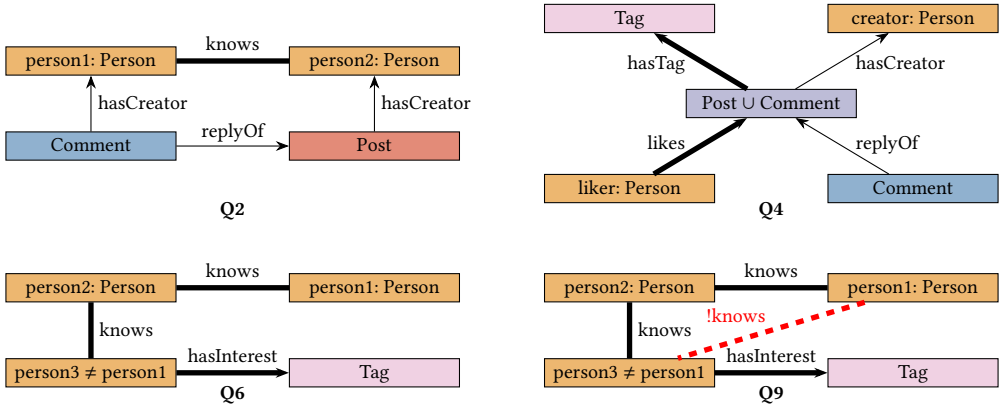 person1: Person
knows
person2: Person
hasCreator
hasCreator
Comment
replyOf
Post
Q2
Tag
creator: Person
hasTag
hasCreator
Post ∪ Comment
likes
replyOf
liker: Person
Comment
Q4
person2: Person
knows
person1: Person
knows
hasInterest
person3 ≠ person1
Tag
Q6
person2: Person
knows
person1: Person
knows
!knows
hasInterest
person3 ≠ person1
Tag
Q9